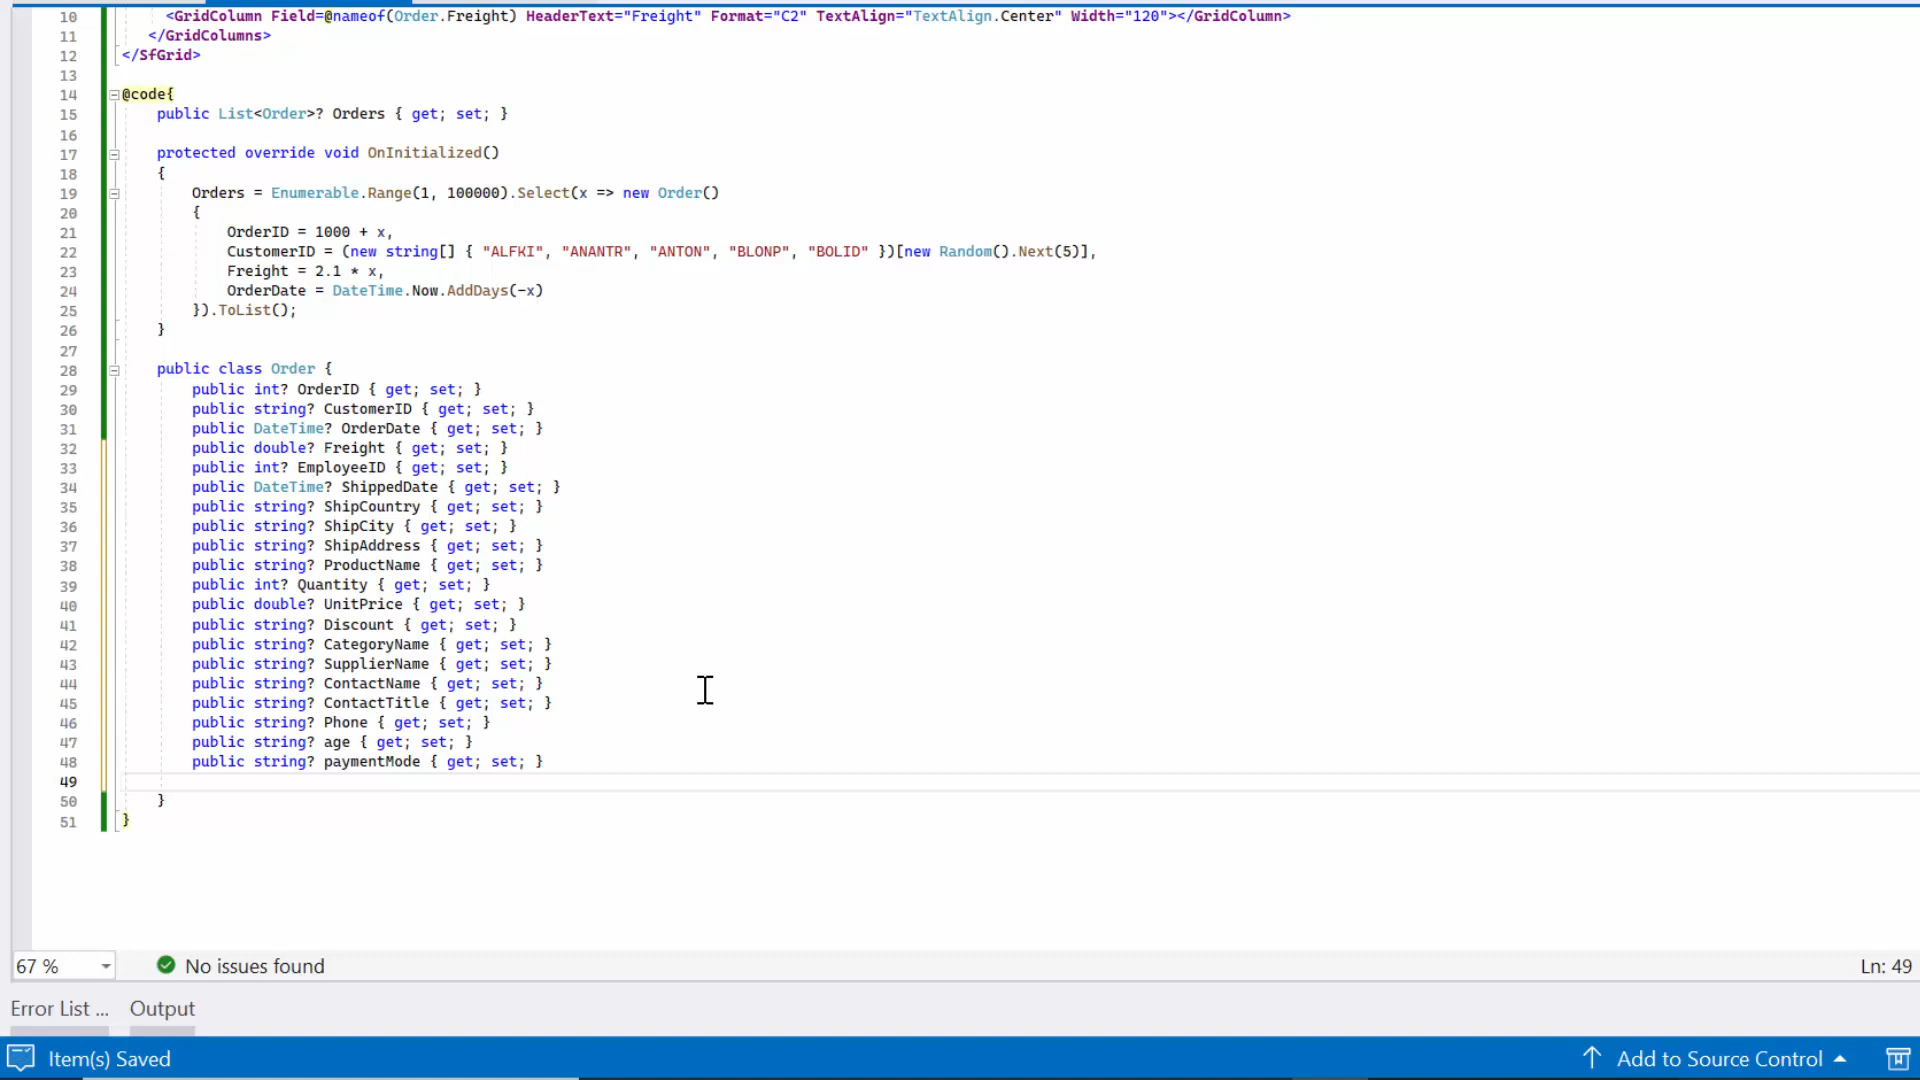 10 <GridColumn Field=@nameof(Order.Freight) HeaderText="Freight" Format="C2" TextAlign="TextAlign.Center" Width="120"></GridColumn>
11 </GridColumns>
12 </SfGrid>
13
14 @code{
15 public List<Order>? Orders { get; set; }
16
17 protected override void OnInitialized()
18 {
19 Orders = Enumerable.Range(1, 100000).Select(x => new Order()
20 {
21 OrderID = 1000 + x,
22 CustomerID = (new string[] { "ALFKI", "ANANTR", "ANTON", "BLONP", "BOLID" })[new Random().Next(5)],
23 Freight = 2.1 * x,
24 OrderDate = DateTime.Now.AddDays(-x)
25 }).ToList();
26 }
27
28 public class Order {
29 public int? OrderID { get; set; }
30 public string? CustomerID { get; set; }
31 public DateTime? OrderDate { get; set; }
32 public double? Freight { get; set; }
33 public int? EmployeeID { get; set; }
34 public DateTime? ShippedDate { get; set; }
35 public string? ShipCountry { get; set; }
36 public string? ShipCity { get; set; }
37 public string? ShipAddress { get; set; }
38 public string? ProductName { get; set; }
39 public int? Quantity { get; set; }
40 public double? UnitPrice { get; set; }
41 public string? Discount { get; set; }
42 public string? CategoryName { get; set; }
43 public string? SupplierName { get; set; }
44 public string? ContactName { get; set; }
45 public string? ContactTitle { get; set; }
46 public string? Phone { get; set; }
47 public string? age { get; set; }
48 public string? paymentMode { get; set; }
49
50 }
51 }
67 % No issues found Ln: 49
Error List ... Output
Item(s) Saved Add to Source Control